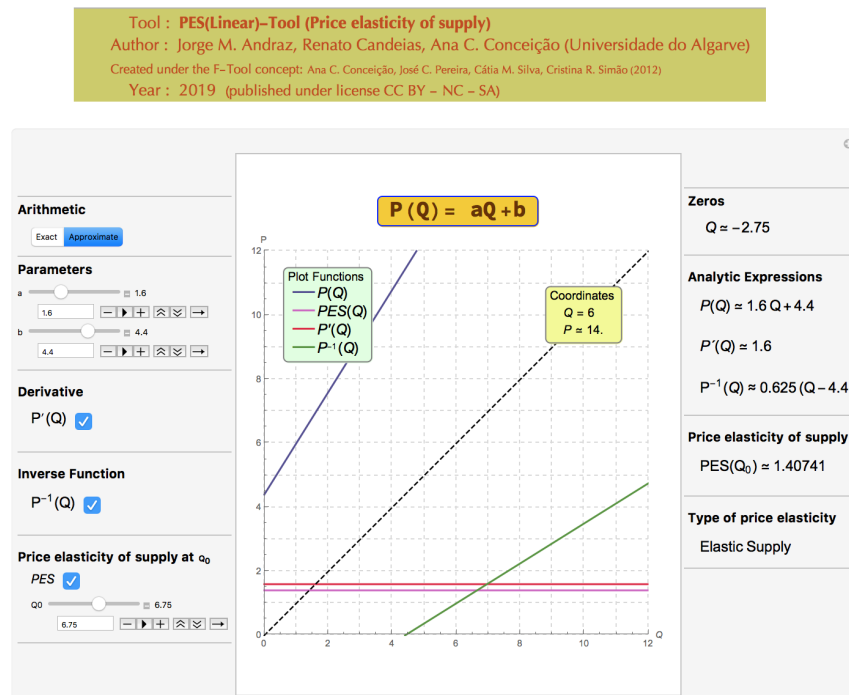 Tool : PES(Linear)–Tool (Price elasticity of supply)
Author : Jorge M. Andraz, Renato Candeias, Ana C. Conceição (Universidade do Algarve)
Created under the F–Tool concept: Ana C. Conceição, José C. Pereira, Cátia M. Silva, Cristina R. Simão (2012)
Year : 2019 (published under license CC BY – NC – SA)
Arithmetic
Exact Approximate
Parameters
a 1.6
1.6
b 4.4
4.4
Derivative
P′(Q)
Inverse Function
P⁻¹(Q)
Price elasticity of supply at Q₀
PES
Q0 6.75
6.75
P(Q) = aQ+b
P
12
10
8
6
4
2
0
0 2 4 6 8 10 12
Q
Plot Functions
P(Q)
PES(Q)
P'(Q)
P⁻¹(Q)
Coordinates
Q = 6
P ≃ 14.
Zeros
Q ≃ −2.75
Analytic Expressions
P(Q) ≃ 1.6 Q + 4.4
P′(Q) ≃ 1.6
P⁻¹(Q) ≈ 0.625 (Q – 4.4
Price elasticity of supply
PES(Q₀) ≃ 1.40741
Type of price elasticity
Elastic Supply